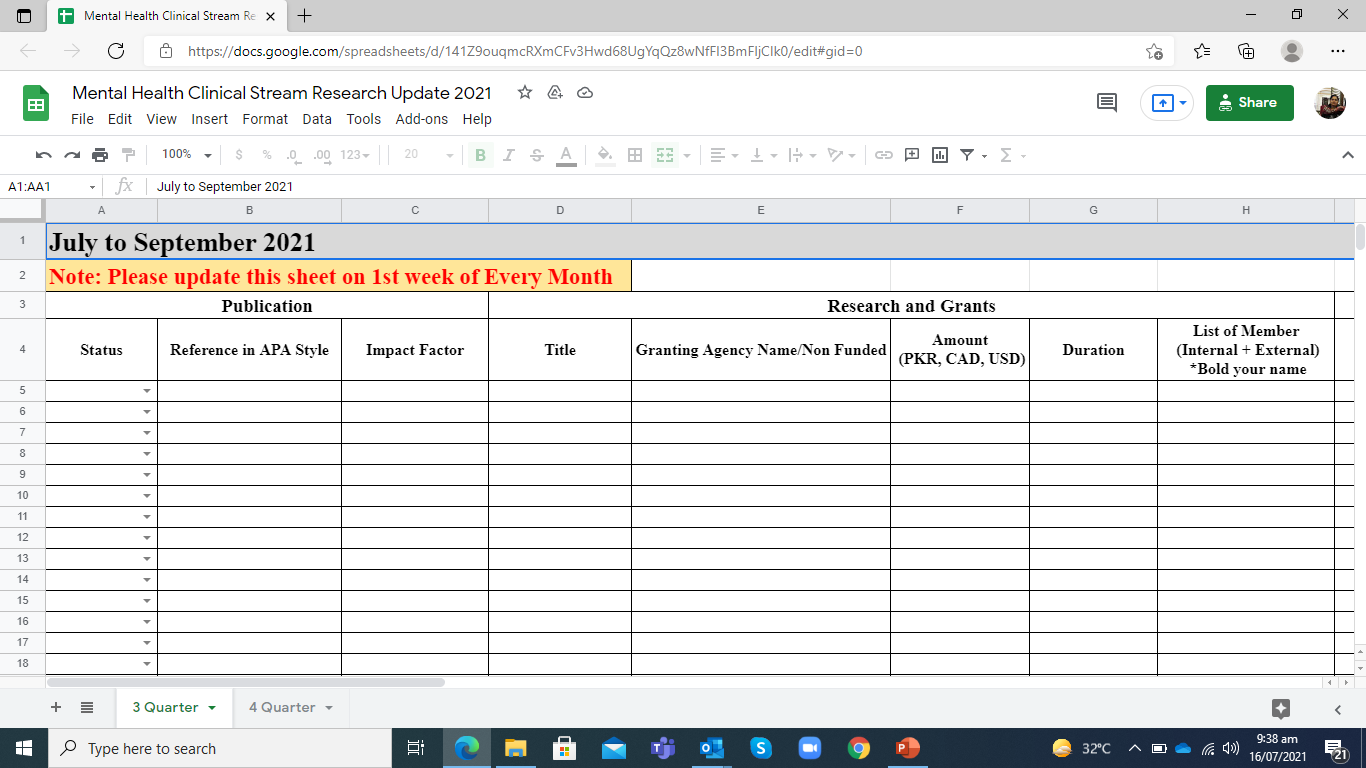 Mental Health Clinical Stream Re
https://docs.google.com/spreadsheets/d/141Z9ouqmcRXmCFv3Hwd68UgYqQz8wNfFI3BmFljClk0/edit#gid=0
Mental Health Clinical Stream Research Update 2021
File Edit View Insert Format Data Tools Add-ons Help
Share
100% $ % .0 .00 123 20 B I S A Σ
A1:AA1 fx July to September 2021
A B C D E F G H
1 July to September 2021
2 Note: Please update this sheet on 1st week of Every Month
3 Publication Research and Grants
4 Status Reference in APA Style Impact Factor Title Granting Agency Name/Non Funded Amount (PKR, CAD, USD) Duration List of Member (Internal + External) *Bold your name
5
6
7
8
9
10
11
12
13
14
15
16
17
18
3 Quarter 4 Quarter
Type here to search
32°C
9:38 am
16/07/2021
21